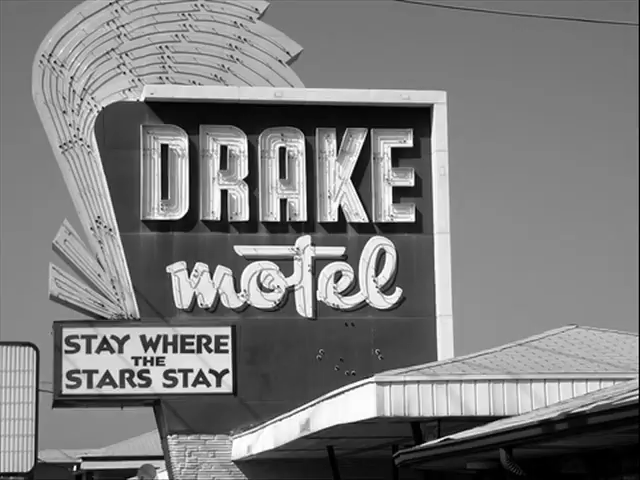 DRAKE
motel
STAY WHERE
THE
STARS STAY